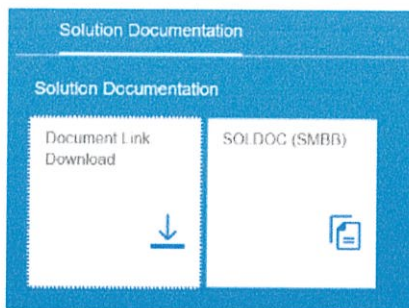 Solution Documentation
Solution Documentation
Document Link
Download
SOLDOC (SMBB)